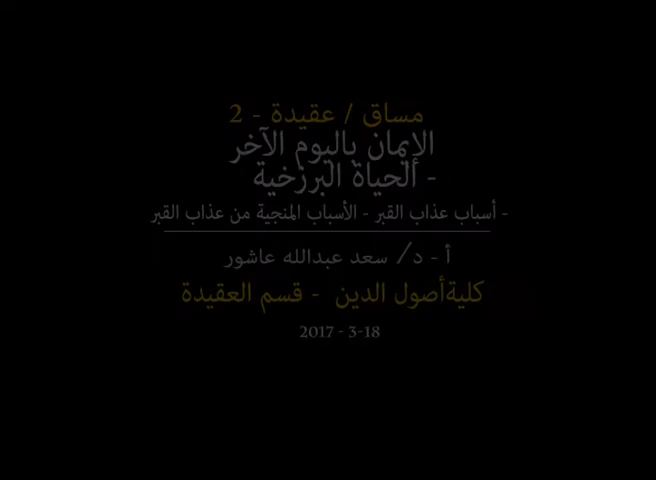 مساق / عقيدة - 2
الإيمان باليوم الآخر
- الحياة البرزخية
- أسباب عذاب القبر - الأسباب المنجية من عذاب القبر
أ - د/ سعد عبدالله عاشور
كليةأصول الدين - قسم العقيدة
2017 - 3-18